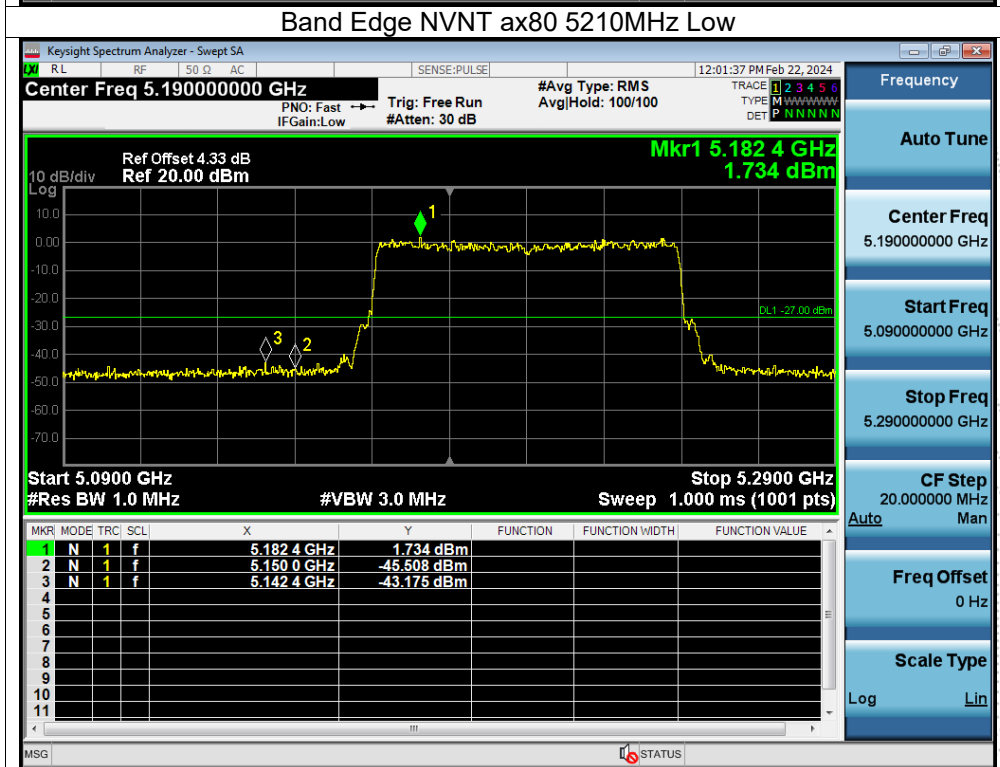 Band Edge NVNT ax80 5210MHz Low
Keysight Spectrum Analyzer - Swept SA
LXI RL RF 50 Ω AC SENSE:PULSE 12:01:37 PM Feb 22, 2024
Center Freq 5.190000000 GHz #Avg Type: RMS TRACE 1 2 3 4 5 6
PNO: Fast Trig: Free Run Avg|Hold: 100/100 TYPE M WWWWW
IFGain:Low #Atten: 30 dB DET P N N N N N
Mkr1 5.182 4 GHz
Ref Offset 4.33 dB
10 dB/div Ref 20.00 dBm 1.734 dBm
Log
10.0
1
0.00
-10.0
-20.0
DL1 -27.00 dBm
-30.0
3 2
-40.0
-50.0
-60.0
-70.0
Start 5.0900 GHz Stop 5.2900 GHz
#Res BW 1.0 MHz #VBW 3.0 MHz Sweep 1.000 ms (1001 pts)
MKR MODE TRC SCL X Y FUNCTION FUNCTION WIDTH FUNCTION VALUE
1 N 1 f 5.182 4 GHz 1.734 dBm
2 N 1 f 5.150 0 GHz -45.508 dBm
3 N 1 f 5.142 4 GHz -43.175 dBm
4
5
6
7
8
9
10
11
MSG STATUS
Frequency
Auto Tune
Center Freq
5.190000000 GHz
Start Freq
5.090000000 GHz
Stop Freq
5.290000000 GHz
CF Step
20.000000 MHz
Auto Man
Freq Offset
0 Hz
Scale Type
Log Lin